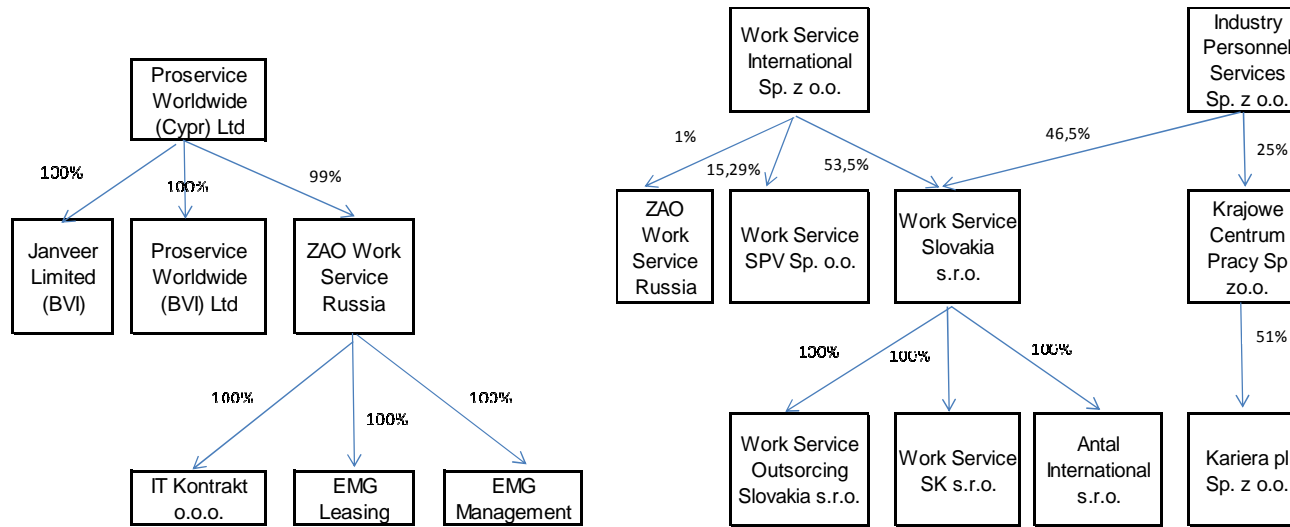 Proservice
Worldwide
(Cypr) Ltd
100%
100%
99%
Janveer
Limited
(BVI)
Proservice
Worldwide
(BVI) Ltd
ZAO Work
Service
Russia
100%
100%
100%
IT Kontrakt
o.o.o.
EMG
Leasing
EMG
Management
Work Service
International
Sp. z o.o.
Industry
Personnel
Services
Sp. z o.o.
1%
15,29%
53,5%
46,5%
25%
ZAO
Work
Service
Russia
Work Service
SPV Sp. o.o.
Work Service
Slovakia
s.r.o.
Krajowe
Centrum
Pracy Sp
zo.o.
100%
100%
100%
51%
Work Service
Outsorcing
Slovakia s.r.o.
Work Service
SK s.r.o.
Antal
International
s.r.o.
Kariera pl
Sp. z o.o.